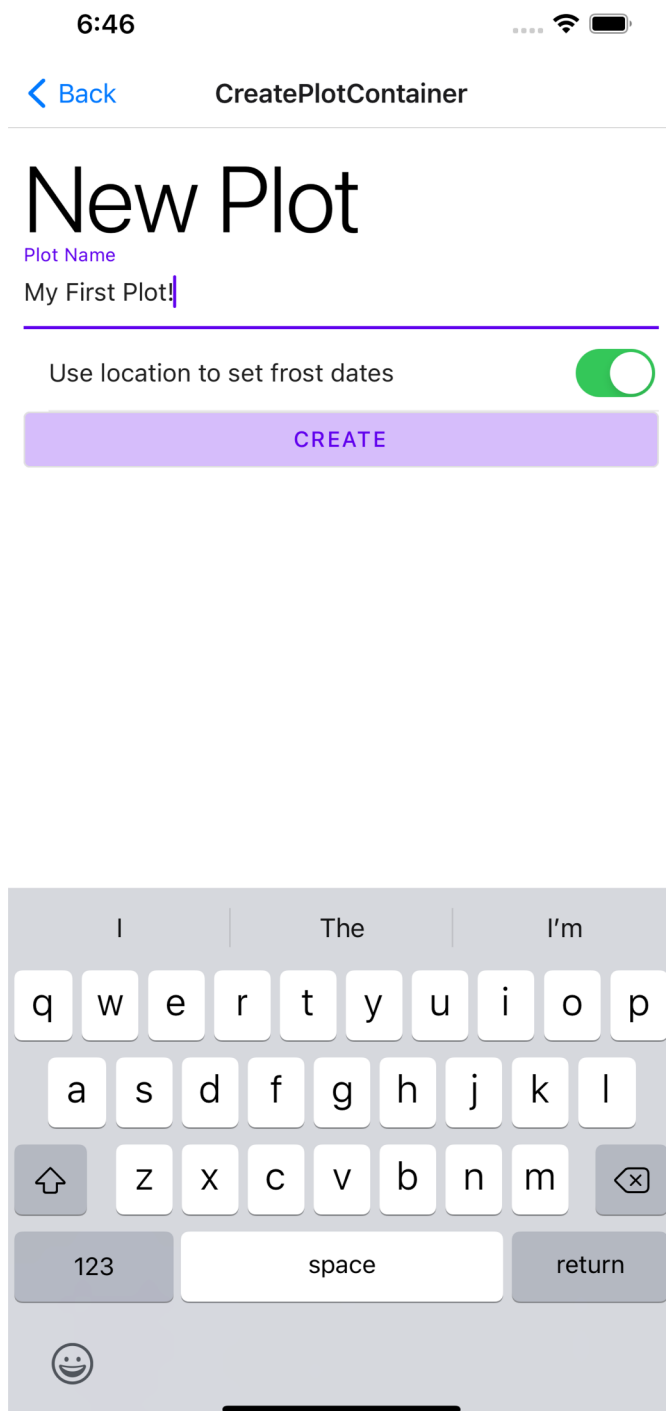 6:46
Back CreatePlotContainer
New Plot
Plot Name
My First Plot!
Use location to set frost dates
CREATE
I The I'm
q w e r t y u i o p
a s d f g h j k l
z x c v b n m
123 space return